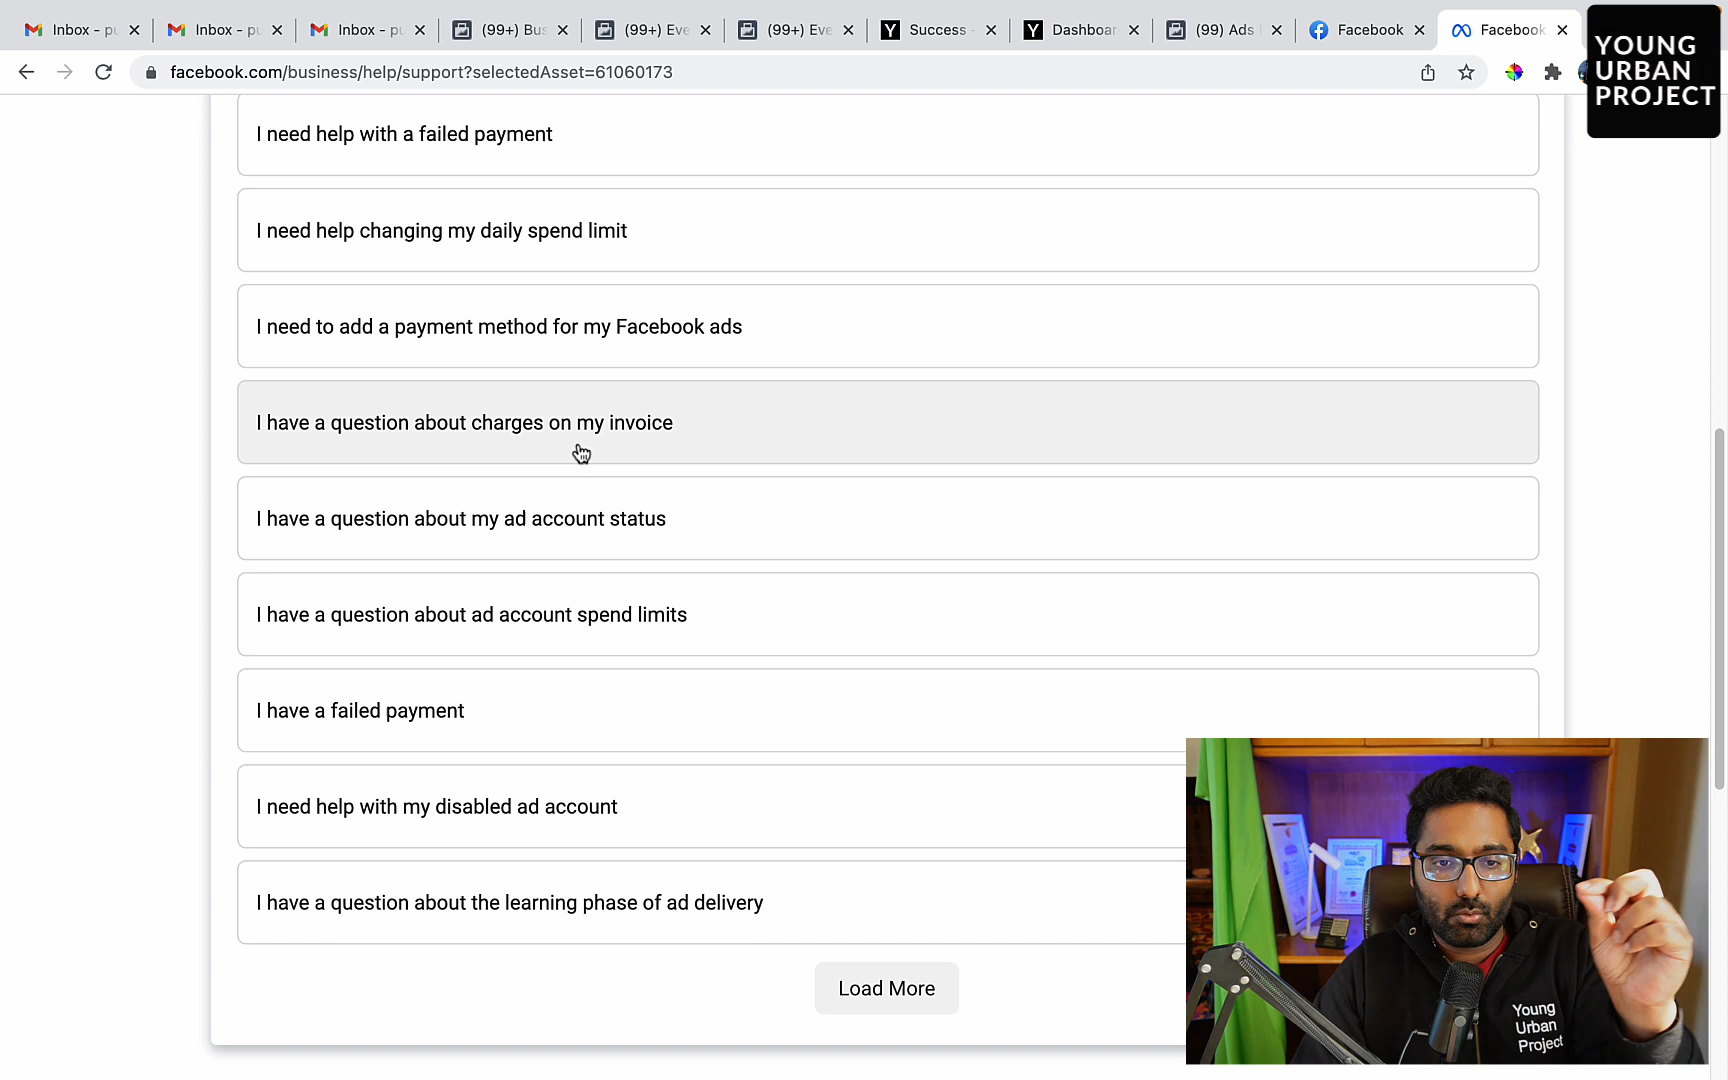 Inbox - pu
Inbox - pu
Inbox - pu
(99+) Bus
(99+) Eve
(99+) Eve
Success -
Dashboar
(99) Ads
Facebook
Facebook
facebook.com/business/help/support?selectedAsset=61060173
YOUNG
URBAN
PROJECT
I need help with a failed payment
I need help changing my daily spend limit
I need to add a payment method for my Facebook ads
I have a question about charges on my invoice
I have a question about my ad account status
I have a question about ad account spend limits
I have a failed payment
I need help with my disabled ad account
I have a question about the learning phase of ad delivery
Load More
Young
Urban
Project